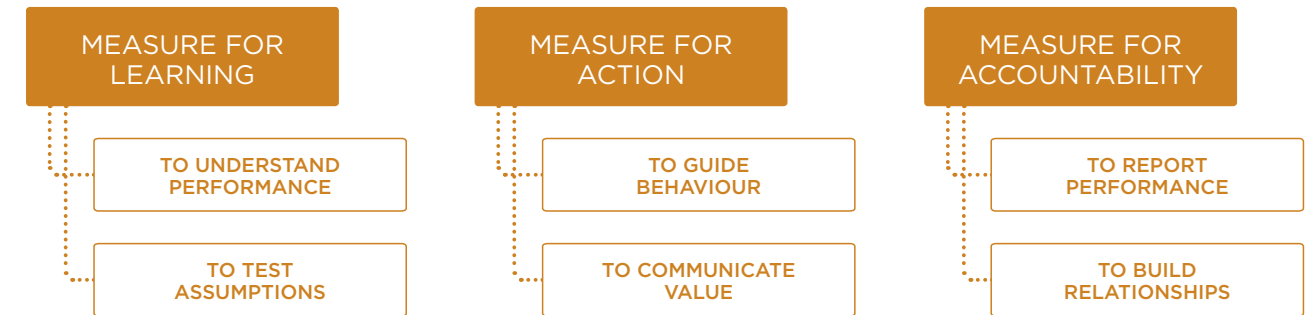 MEASURE FOR
LEARNING
TO UNDERSTAND
PERFORMANCE
TO TEST
ASSUMPTIONS
MEASURE FOR
ACTION
TO GUIDE
BEHAVIOUR
TO COMMUNICATE
VALUE
MEASURE FOR
ACCOUNTABILITY
TO REPORT
PERFORMANCE
TO BUILD
RELATIONSHIPS